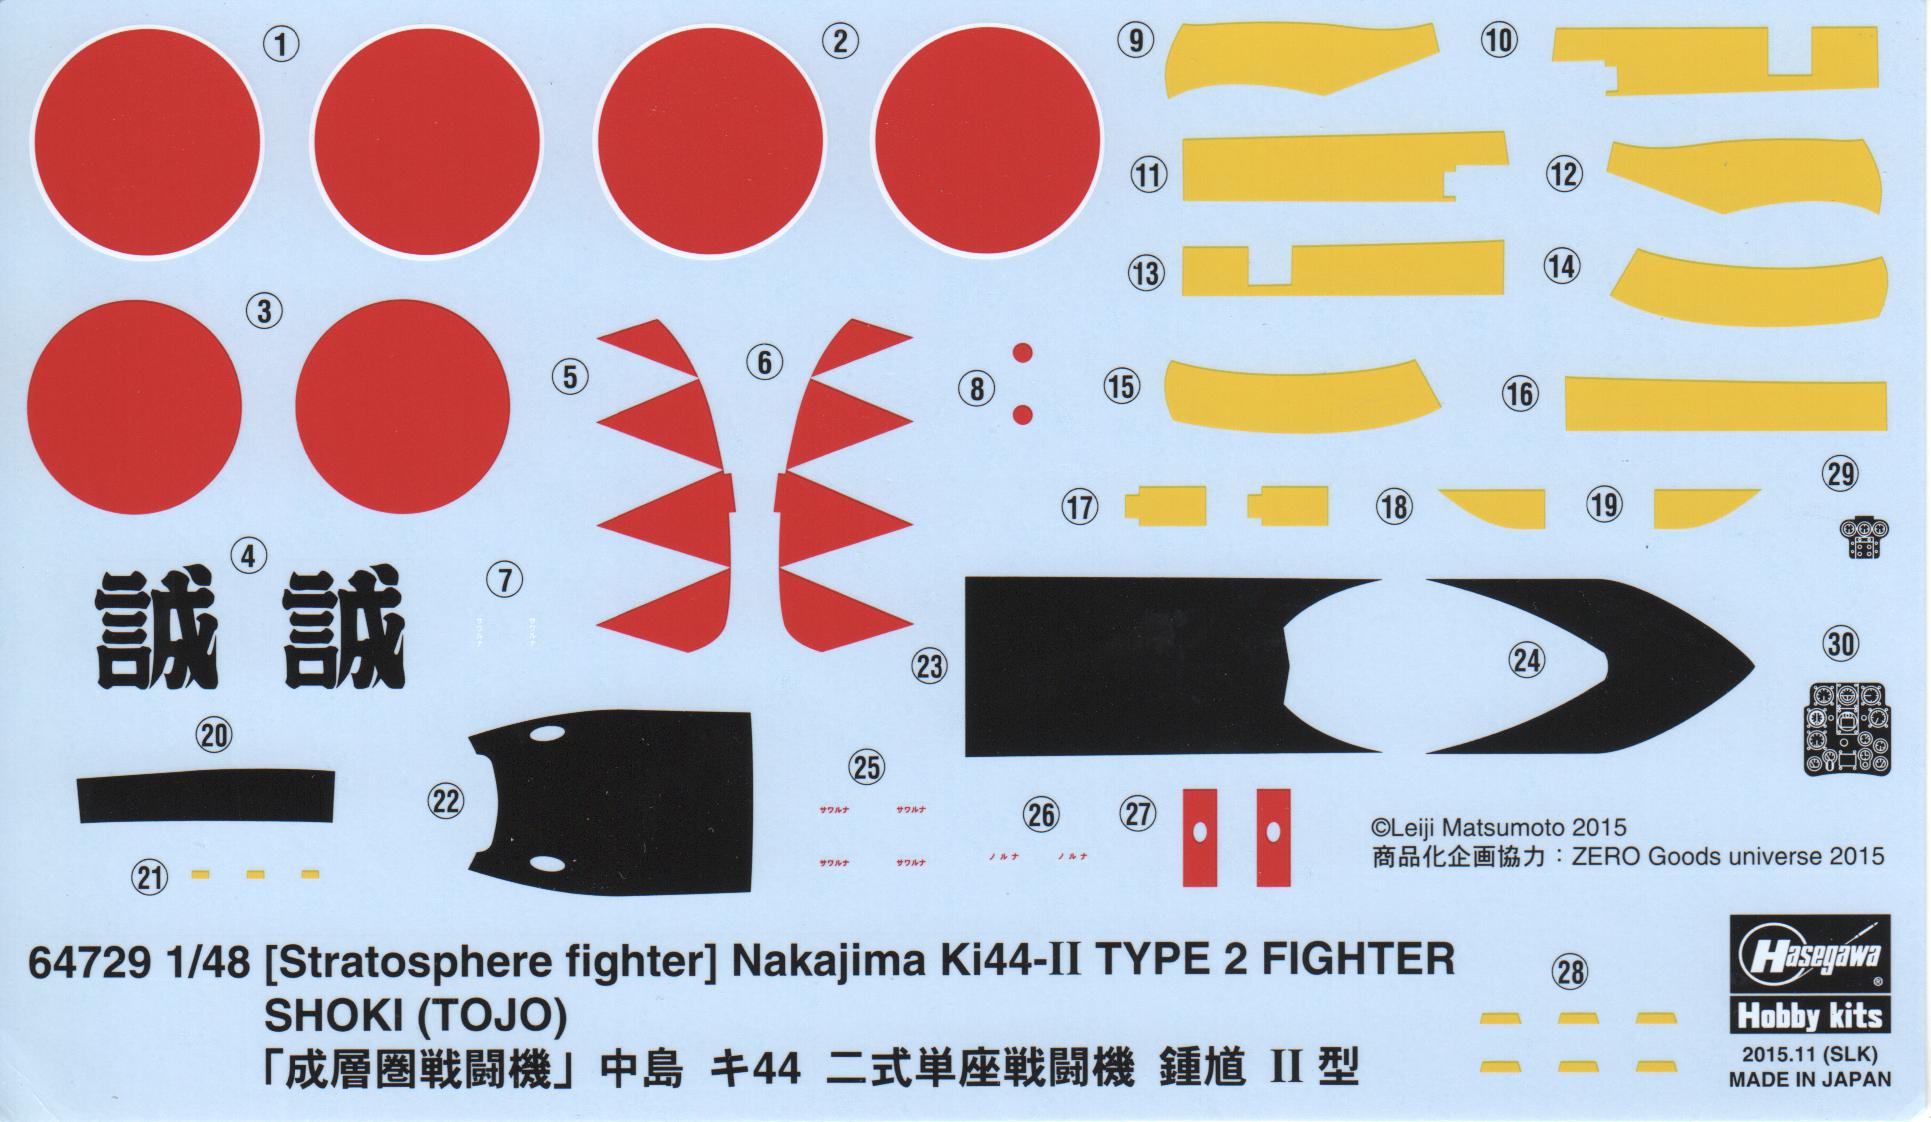 ① ② ⑨ ⑩
⑪ ⑫
⑬ ⑭
③ ⑤ ⑥ ⑧ ⑮ ⑯
⑰ ⑱ ⑲ ㉙
④ ⑦
誠 誠
サワルナ サワルナ
㉓ ㉔ ㉚
⑳ ㉒ ㉕ ㉖ ㉗
サワルナ サワルナ
サワルナ サワルナ
ノルナ ノルナ
㉑
©Leiji Matsumoto 2015
商品化企画協力：ZERO Goods universe 2015
64729 1/48 [Stratosphere fighter] Nakajima Ki44-II TYPE 2 FIGHTER
SHOKI (TOJO)
「成層圏戦闘機」中島 キ44 二式単座戦闘機 鍾馗 II 型
㉘
Hasegawa®
Hobby kits
2015.11 (SLK)
MADE IN JAPAN